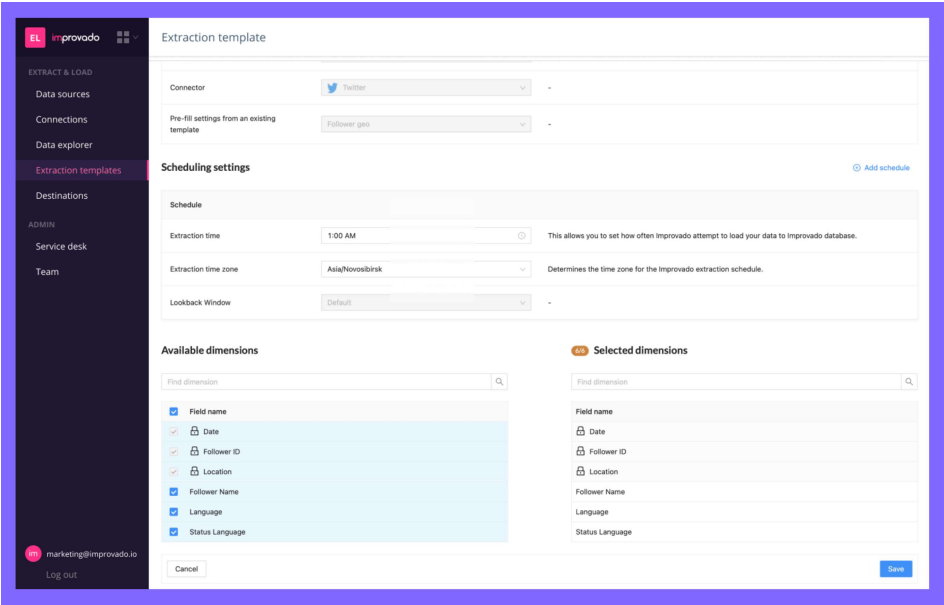 EL improvado
Extraction template
EXTRACT & LOAD
Data sources
Connections
Data explorer
Extraction templates
Destinations
ADMIN
Service desk
Team
im marketing@improvado.io
Log out
Connector Twitter -
Pre-fill settings from an existing
template
Follower geo -
Scheduling settings Add schedule
Schedule
Extraction time 1:00 AM This allows you to set how often Improvado attempt to load your data to Improvado database.
Extraction time zone Asia/Novosibirsk Determines the time zone for the Improvado extraction schedule.
Lookback Window Default -
Available dimensions
Find dimension
Field name
Date
Follower ID
Location
Follower Name
Language
Status Language
6/6 Selected dimensions
Find dimension
Field name
Date
Follower ID
Location
Follower Name
Language
Status Language
Cancel Save